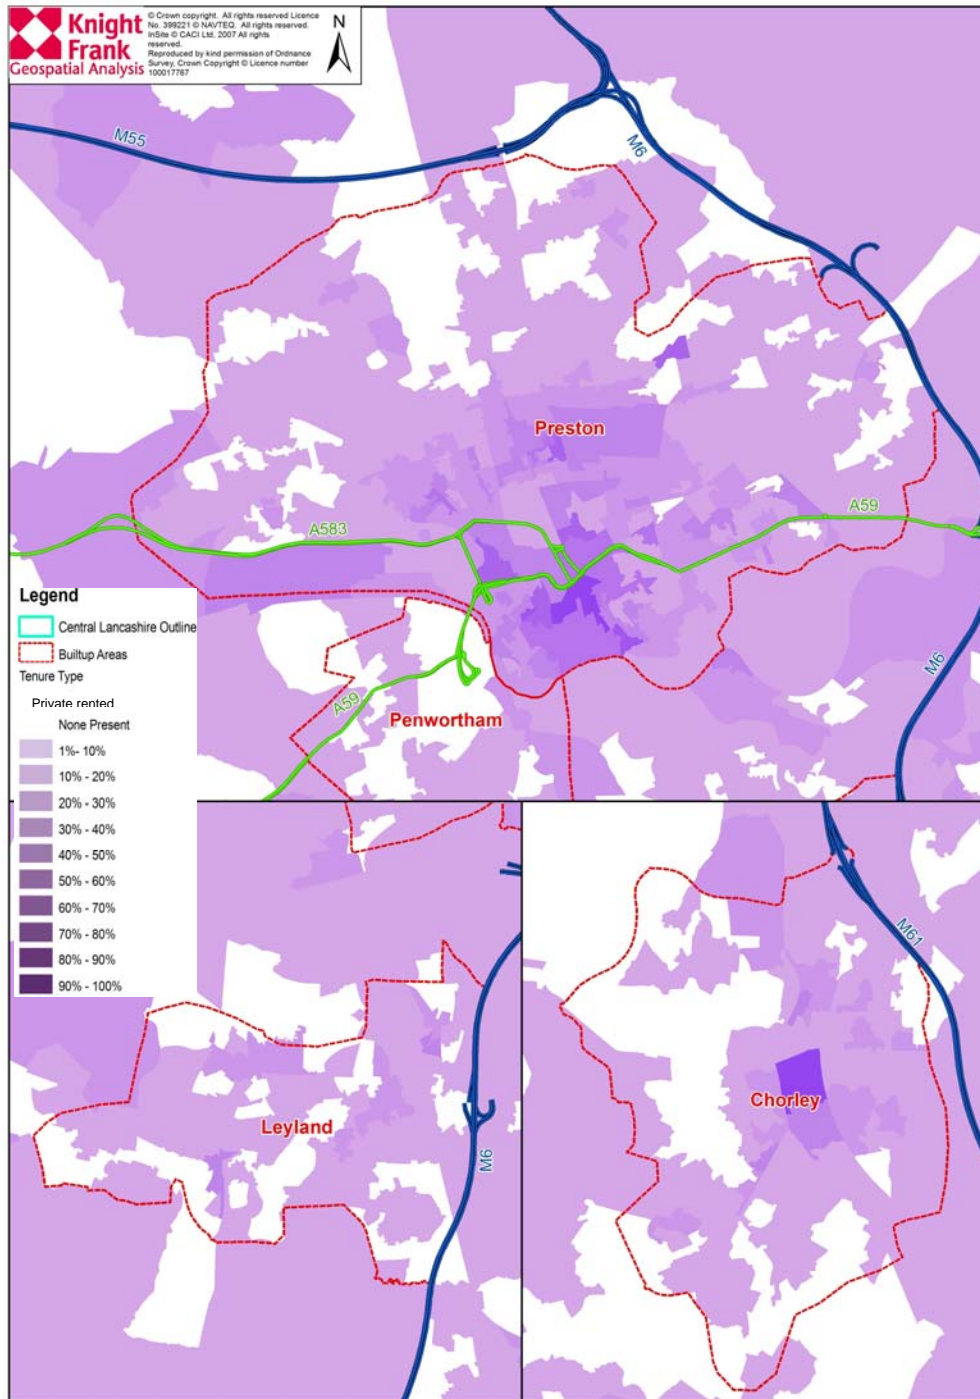 Knight
Frank
Geospatial Analysis
© Crown copyright. All rights reserved Licence
No. 399221 © NAVTEQ. All rights reserved.
InSite © CACI Ltd, 2007 All rights
reserved.
Reproduced by kind permission of Ordnance
Survey, Crown Copyright © Licence number
100017767
N
M55
M6
Preston
A583
A59
Legend
Central Lancashire Outline
Builtup Areas
Tenure Type
Private rented
None Present
1%- 10%
10% - 20%
20% - 30%
30% - 40%
40% - 50%
50% - 60%
60% - 70%
70% - 80%
80% - 90%
90% - 100%
A59
Penwortham
M6
Leyland
M6
M61
Chorley